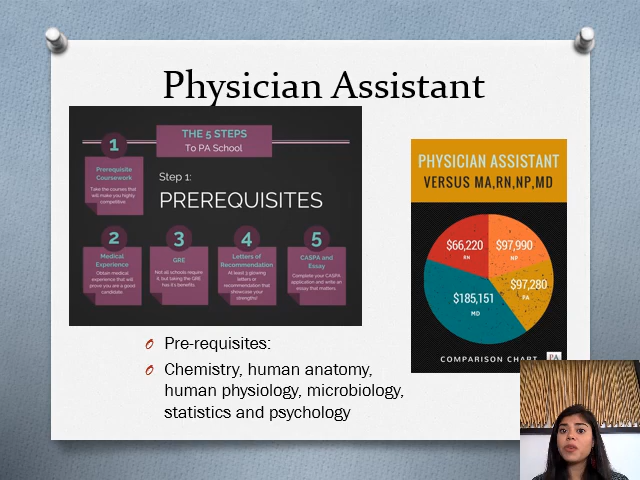 Physician Assistant
THE 5 STEPS
To PA School
1
Prerequisite
Coursework
Take the courses that
will make you highly
competitive.
Step 1:
PREREQUISITES
2
Medical
Experience
Obtain medical
experience that will
prove you are a good
candidate.
3
GRE
Not all schools require
it, but taking the GRE
has it's benefits.
4
Letters of
Recommendation
At least 3 glowing
letters or
recommendation that
showcase your
strengths!
5
CASPA and
Essay
Complete your CASPA
application and write an
essay that matters.
PHYSICIAN ASSISTANT
VERSUS MA,RN,NP,MD
$66,220
RN
$97,990
NP
$97,280
PA
$185,151
MD
COMPARISON CHART
PA
Pre-requisites:
Chemistry, human anatomy,
human physiology, microbiology,
statistics and psychology